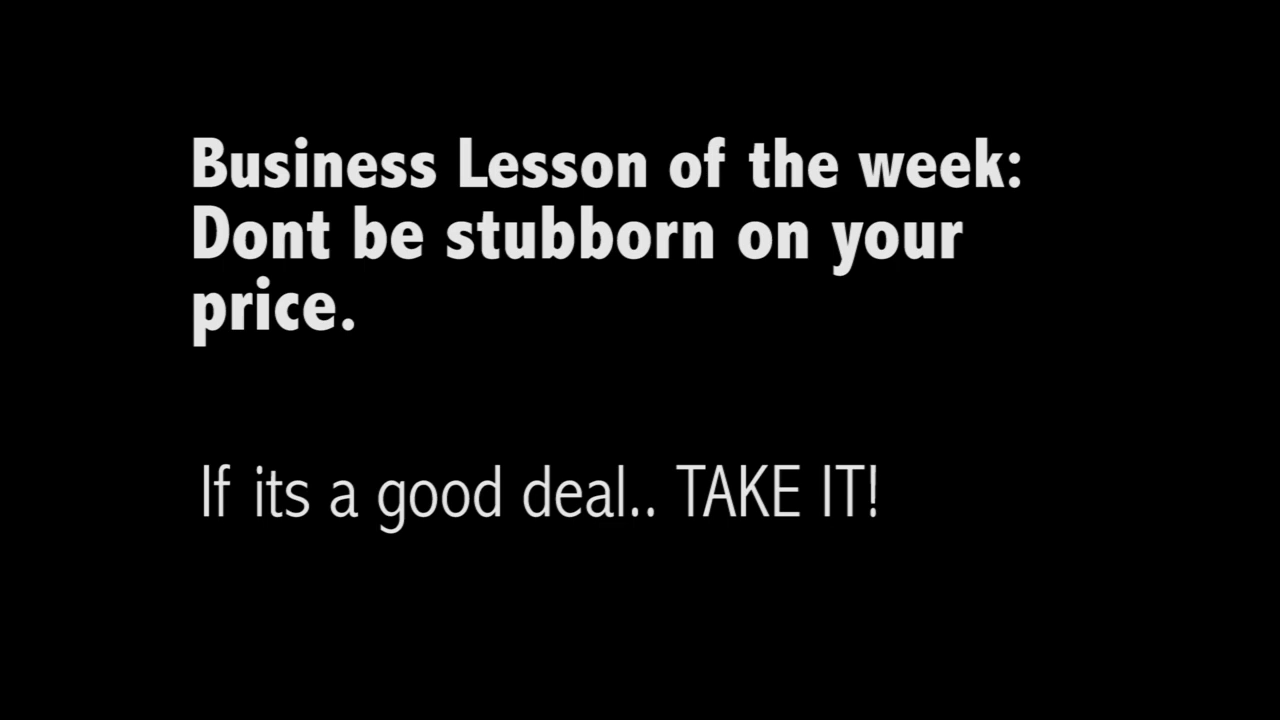 Business Lesson of the week:
Dont be stubborn on your
price.
If its a good deal.. TAKE IT!